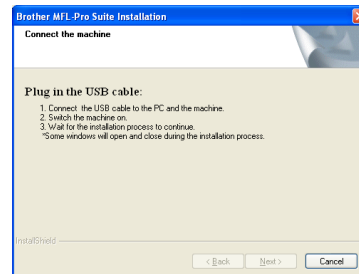 Brother MFL-Pro Suite Installation
Connect the machine
Plug in the USB cable:
1. Connect the USB cable to the PC and the machine.
2. Switch the machine on.
3. Wait for the installation process to continue.
*Some windows will open and close during the installation process.
InstallShield
< Back Next > Cancel